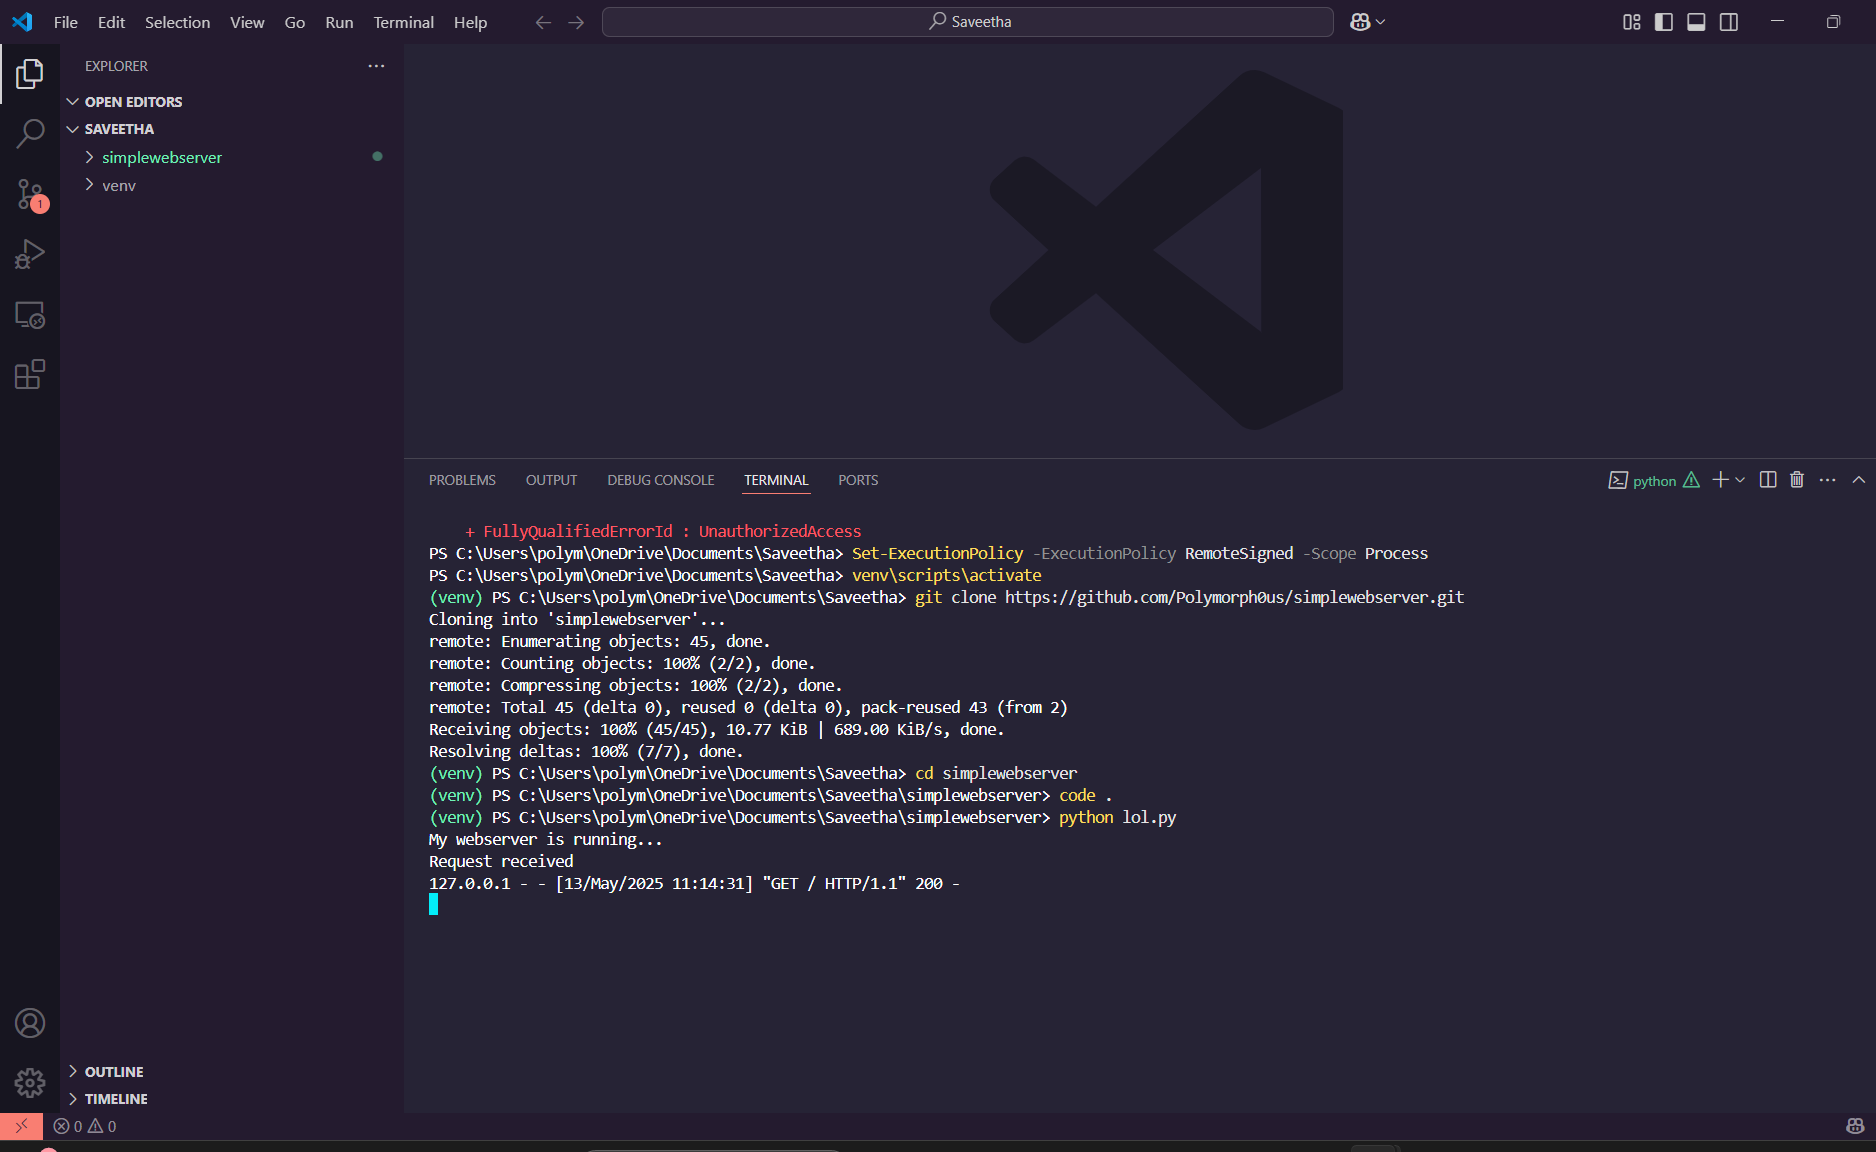 File Edit Selection View Go Run Terminal Help
Saveetha
EXPLORER
OPEN EDITORS
SAVEETHA
simplewebserver
venv
1
PROBLEMS OUTPUT DEBUG CONSOLE TERMINAL PORTS
python
+ FullyQualifiedErrorId : UnauthorizedAccess
PS C:\Users\polym\OneDrive\Documents\Saveetha> Set-ExecutionPolicy -ExecutionPolicy RemoteSigned -Scope Process
PS C:\Users\polym\OneDrive\Documents\Saveetha> venv\scripts\activate
(venv) PS C:\Users\polym\OneDrive\Documents\Saveetha> git clone https://github.com/Polymorph0us/simplewebserver.git
Cloning into 'simplewebserver'...
remote: Enumerating objects: 45, done.
remote: Counting objects: 100% (2/2), done.
remote: Compressing objects: 100% (2/2), done.
remote: Total 45 (delta 0), reused 0 (delta 0), pack-reused 43 (from 2)
Receiving objects: 100% (45/45), 10.77 KiB | 689.00 KiB/s, done.
Resolving deltas: 100% (7/7), done.
(venv) PS C:\Users\polym\OneDrive\Documents\Saveetha> cd simplewebserver
(venv) PS C:\Users\polym\OneDrive\Documents\Saveetha\simplewebserver> code .
(venv) PS C:\Users\polym\OneDrive\Documents\Saveetha\simplewebserver> python lol.py
My webserver is running...
Request received
127.0.0.1 - - [13/May/2025 11:14:31] "GET / HTTP/1.1" 200 -
OUTLINE
TIMELINE
0 0